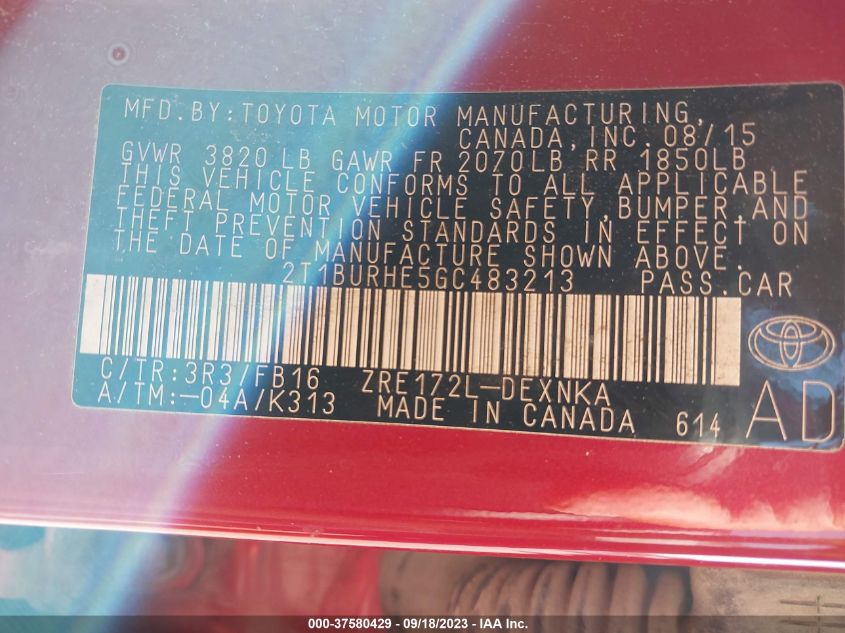 MFD.BY:TOYOTA MOTOR MANUFACTURING,
CANADA,INC. 08/15
GVWR 3820 LB GAWR FR 2070LB RR 1850LB
THIS VEHICLE CONFORMS TO ALL APPLICABLE
FEDERAL MOTOR VEHICLE SAFETY,BUMPER,AND
THEFT PREVENTION STANDARDS IN EFFECT ON
THE DATE OF MANUFACTURE SHOWN ABOVE.
2T1BURHE5GC483213 PASS.CAR
C/TR:3R3/FB16 ZRE172L-DEXNKA
A/TM:-04A/K313 MADE IN CANADA 614
AD
000-37580429 - 09/18/2023 - IAA Inc.